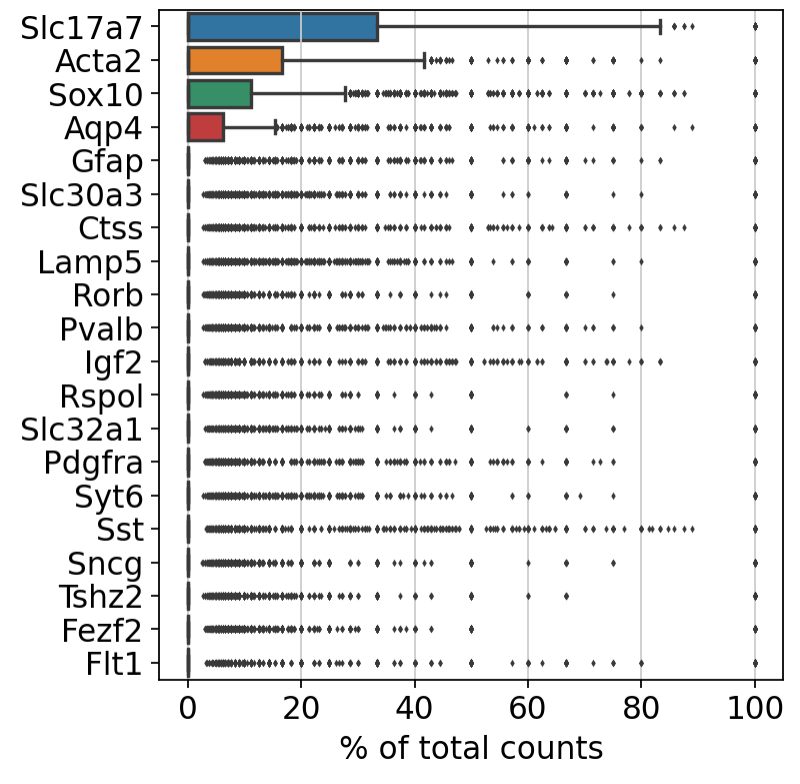 Slc17a7
Acta2
Sox10
Aqp4
Gfap
Slc30a3
Ctss
Lamp5
Rorb
Pvalb
Igf2
Rspol
Slc32a1
Pdgfra
Syt6
Sst
Sncg
Tshz2
Fezf2
Flt1
0 20 40 60 80 100
% of total counts